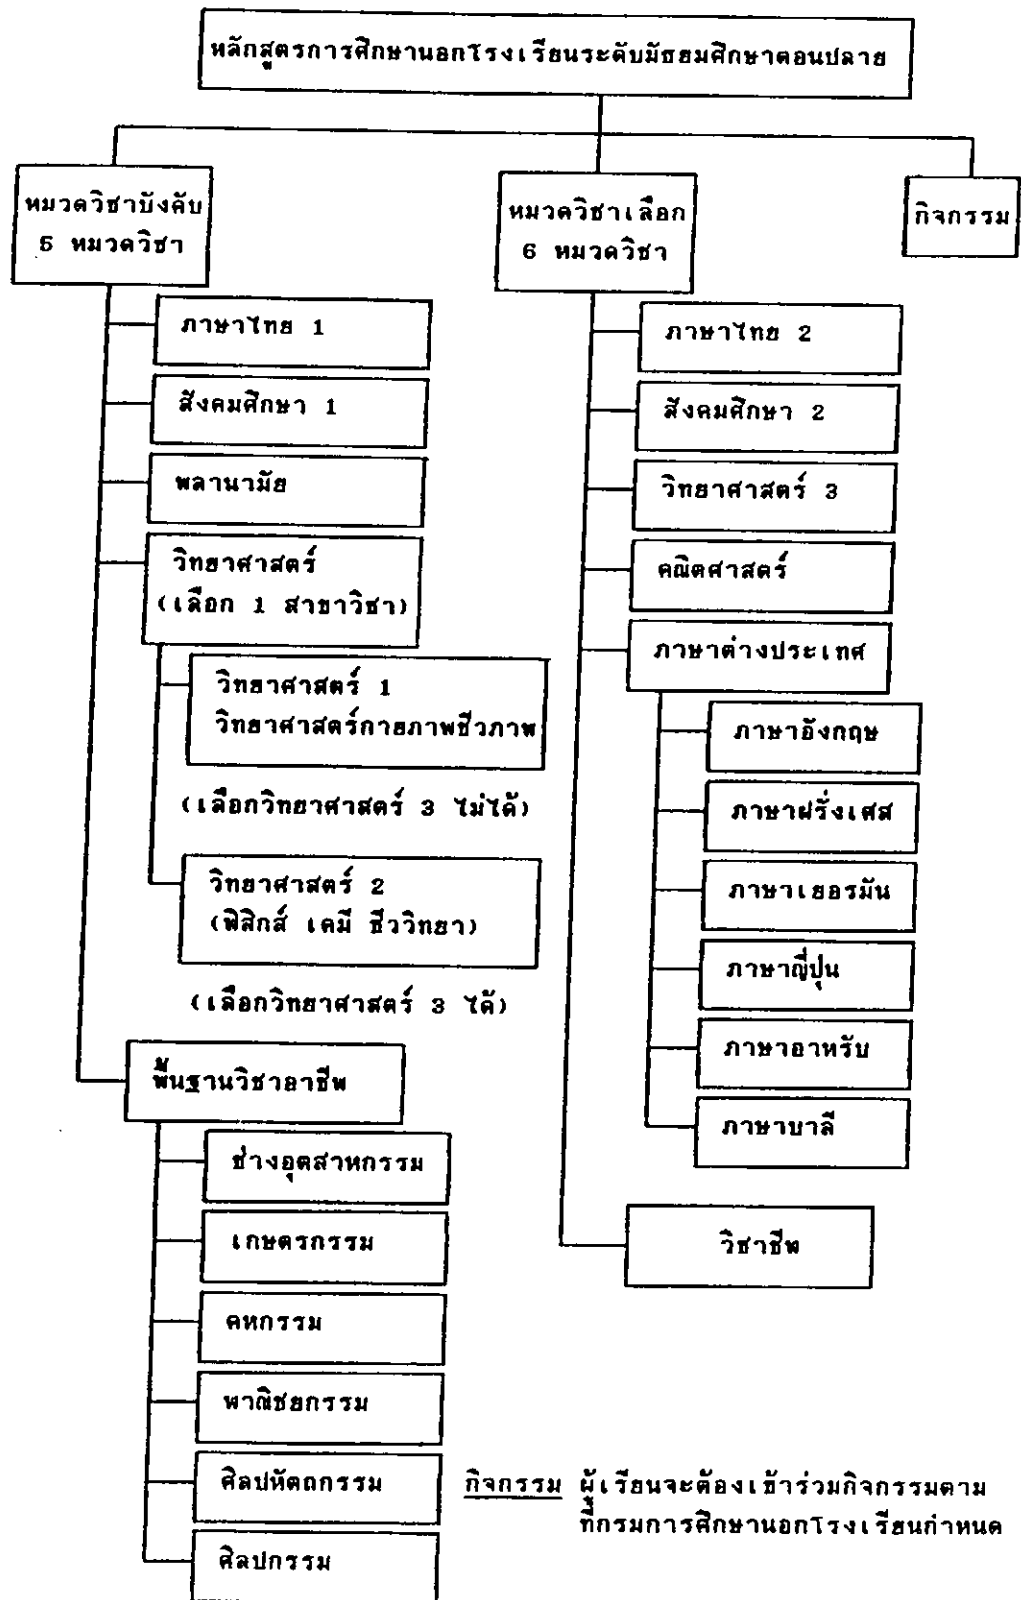 หลักสูตรการศึกษานอกโรงเรียนระดับมัธยมศึกษาตอนปลาย
หมวดวิชาบังคับ
5 หมวดวิชา
ภาษาไทย 1
สังคมศึกษา 1
พลานามัย
วิทยาศาสตร์
(เลือก 1 สาขาวิชา)
วิทยาศาสตร์ 1
วิทยาศาสตร์กายภาพชีวภาพ
(เลือกวิทยาศาสตร์ 3 ไม่ได้)
วิทยาศาสตร์ 2
(ฟิสิกส์ เคมี ชีววิทยา)
(เลือกวิทยาศาสตร์ 3 ได้)
พื้นฐานวิชาอาชีพ
ช่างอุตสาหกรรม
เกษตรกรรม
คหกรรม
พาณิชยกรรม
ศิลปหัตถกรรม
ศิลปกรรม
หมวดวิชาเลือก
6 หมวดวิชา
ภาษาไทย 2
สังคมศึกษา 2
วิทยาศาสตร์ 3
คณิตศาสตร์
ภาษาต่างประเทศ
ภาษาอังกฤษ
ภาษาฝรั่งเศส
ภาษาเยอรมัน
ภาษาญี่ปุ่น
ภาษาอาหรับ
ภาษาบาลี
วิชาชีพ
กิจกรรม
กิจกรรม ผู้เรียนจะต้องเข้าร่วมกิจกรรมตาม
ที่กรมการศึกษานอกโรงเรียนกำหนด